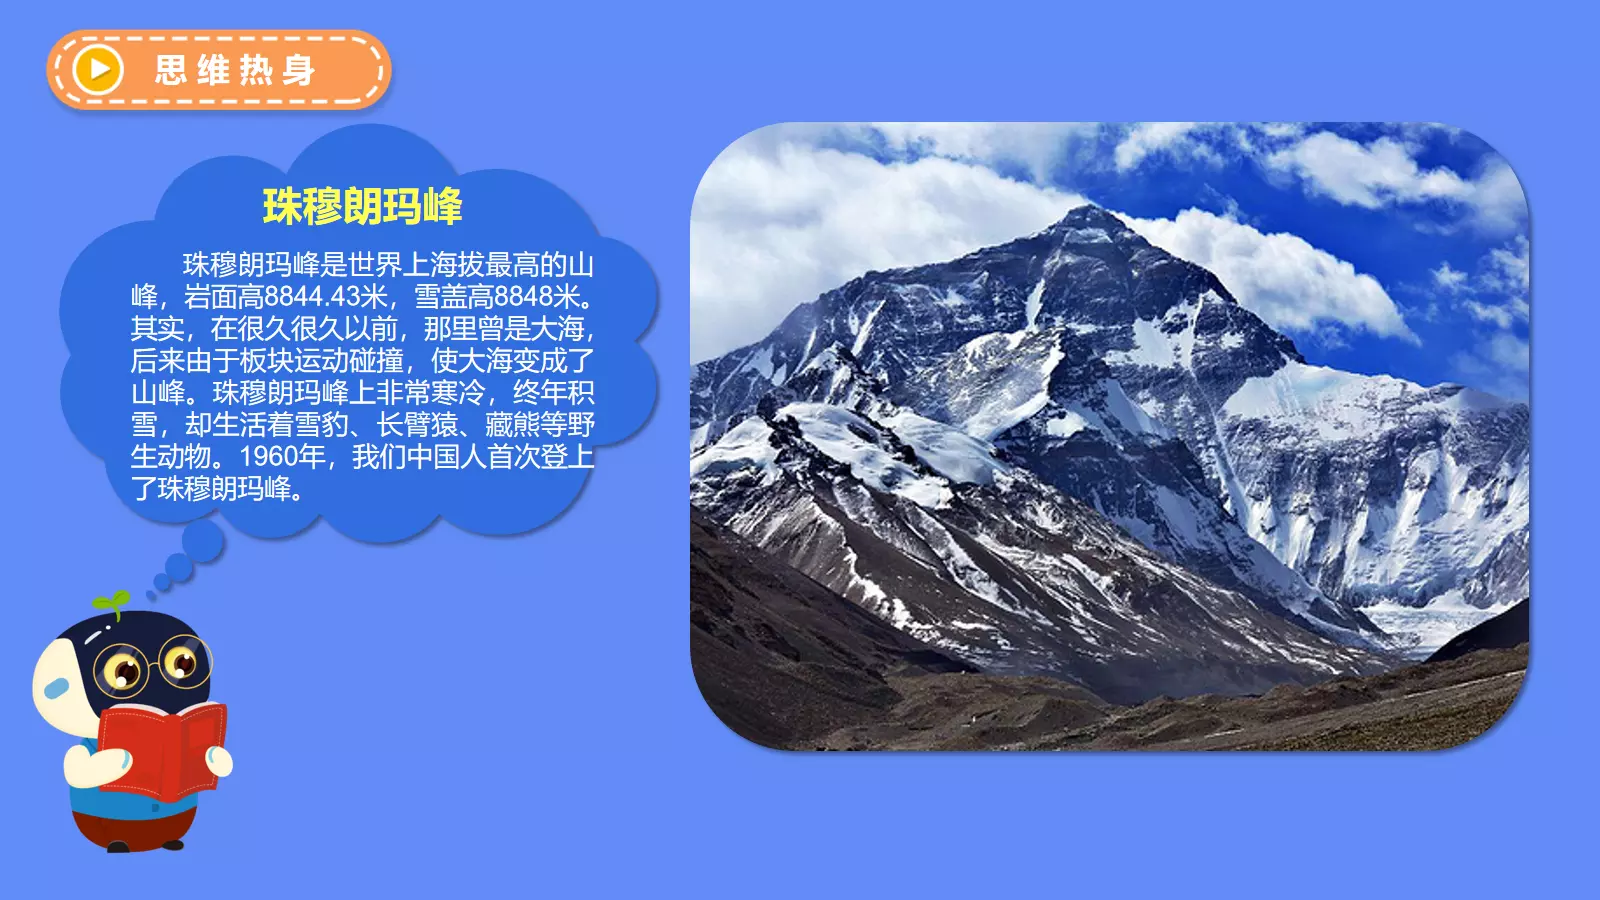 思维热身
珠穆朗玛峰
珠穆朗玛峰是世界上海拔最高的山
峰，岩面高8844.43米，雪盖高8848米。
其实，在很久很久以前，那里曾是大海，
后来由于板块运动碰撞，使大海变成了
山峰。珠穆朗玛峰上非常寒冷，终年积
雪，却生活着雪豹、长臂猿、藏熊等野
生动物。1960年，我们中国人首次登上
了珠穆朗玛峰。